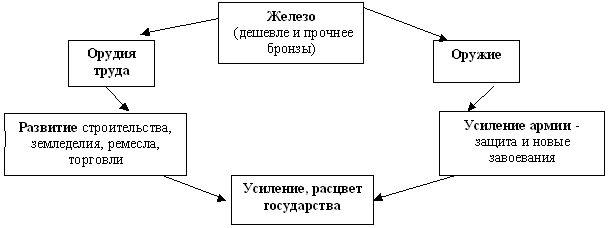 Железо
(дешевле и прочнее
бронзы)
Орудия
труда
Оружие
Развитие строительства,
земледелия, ремесла,
торговли
Усиление армии -
защита и новые
завоевания
Усиление, расцвет
государства